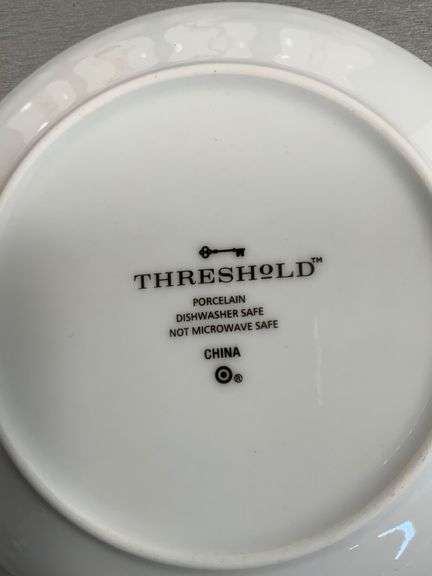 THRESHOLD™
PORCELAIN
DISHWASHER SAFE
NOT MICROWAVE SAFE
CHINA
®